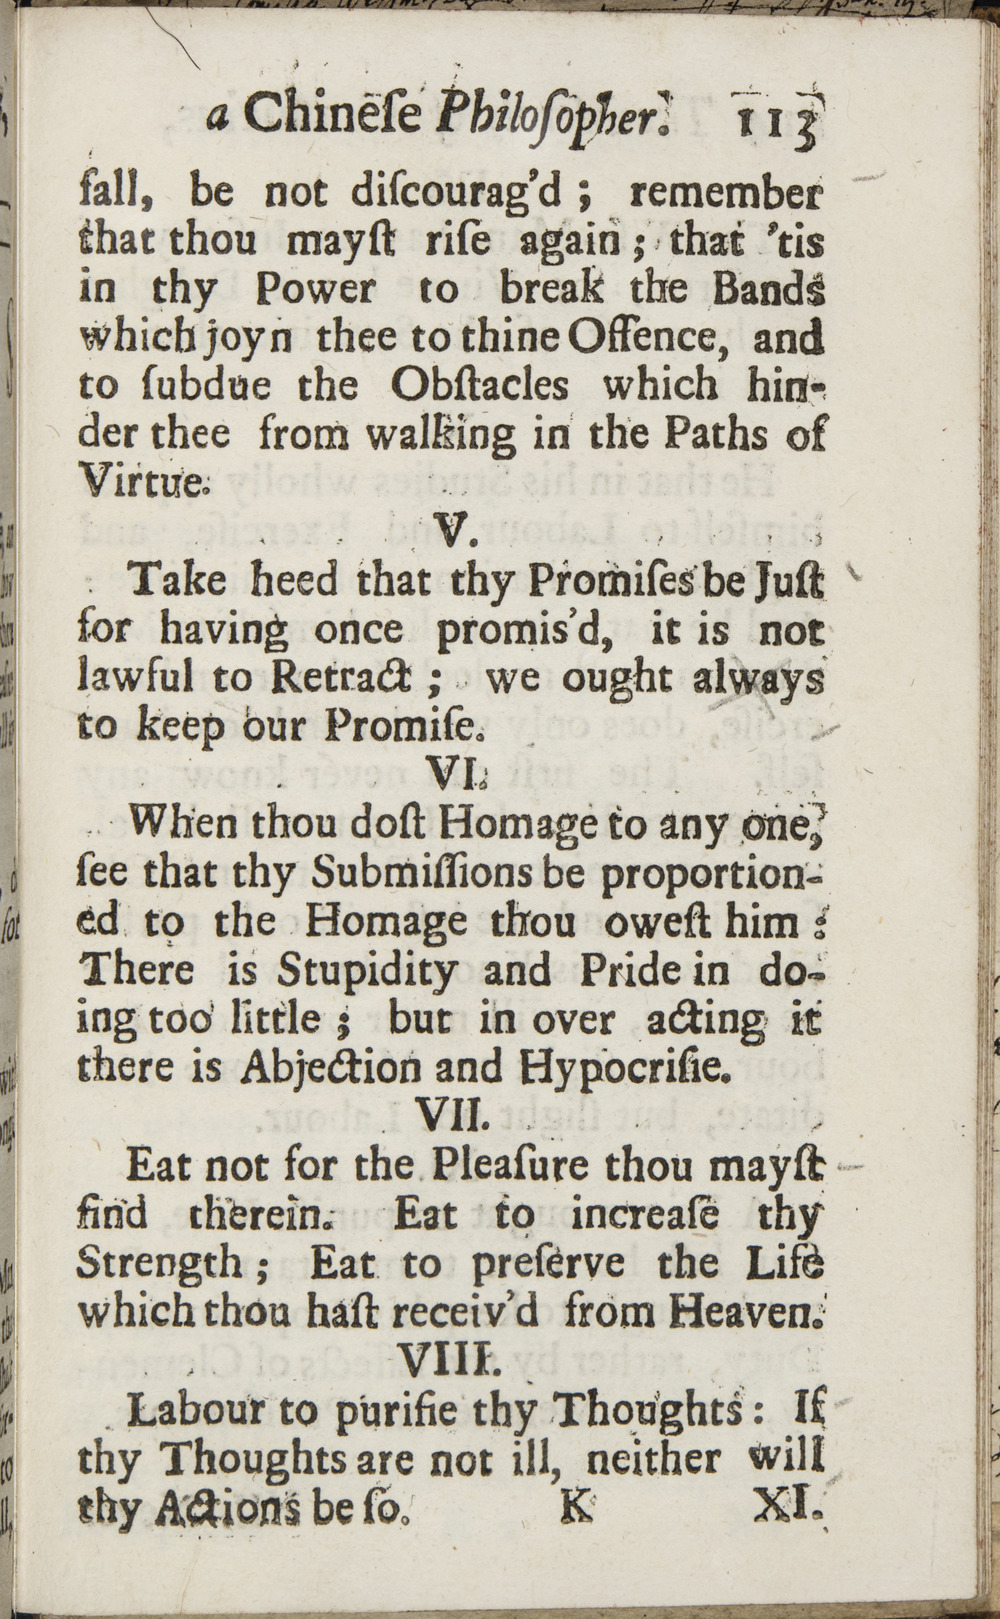 a Chineſe Philoſopher. 113
fall, be not diſcourag'd ; remember
that thou mayſt riſe again ; that 'tis
in thy Power to break the Bands
which joyn thee to thine Offence, and
to ſubdue the Obſtacles which hin-
der thee from walking in the Paths of
Virtue.
V.
Take heed that thy Promiſes be Juſt
for having once promis'd, it is not
lawful to Retract ; we ought always
to keep our Promiſe.
VI.
When thou doſt Homage to any one,
ſee that thy Submiſſions be proportion-
ed to the Homage thou oweſt him :
There is Stupidity and Pride in do-
ing too little ; but in over acting it
there is Abjection and Hypocriſie.
VII.
Eat not for the Pleaſure thou mayſt
find therein. Eat to increaſe thy
Strength ; Eat to preſerve the Life
which thou haſt receiv'd from Heaven.
VIII.
Labour to purifie thy Thoughts : If
thy Thoughts are not ill, neither will
thy Actions be ſo. K XI.